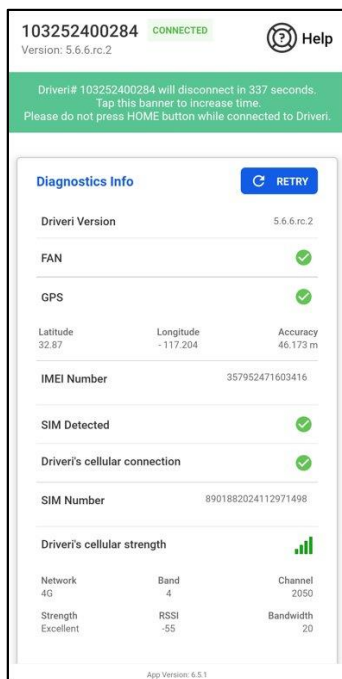 103252400284 CONNECTED Help
Version: 5.6.6.rc.2
Driveri# 103252400284 will disconnect in 337 seconds.
Tap this banner to increase time.
Please do not press HOME button while connected to Driveri.
Diagnostics Info RETRY
Driveri Version 5.6.6.rc.2
FAN
GPS
Latitude Longitude Accuracy
32.87 - 117.204 46.173 m
IMEI Number 357952471603416
SIM Detected
Driveri's cellular connection
SIM Number 8901882024112971498
Driveri's cellular strength
Network Band Channel
4G 4 2050
Strength RSSI Bandwidth
Excellent -55 20
App Version: 6.5.1